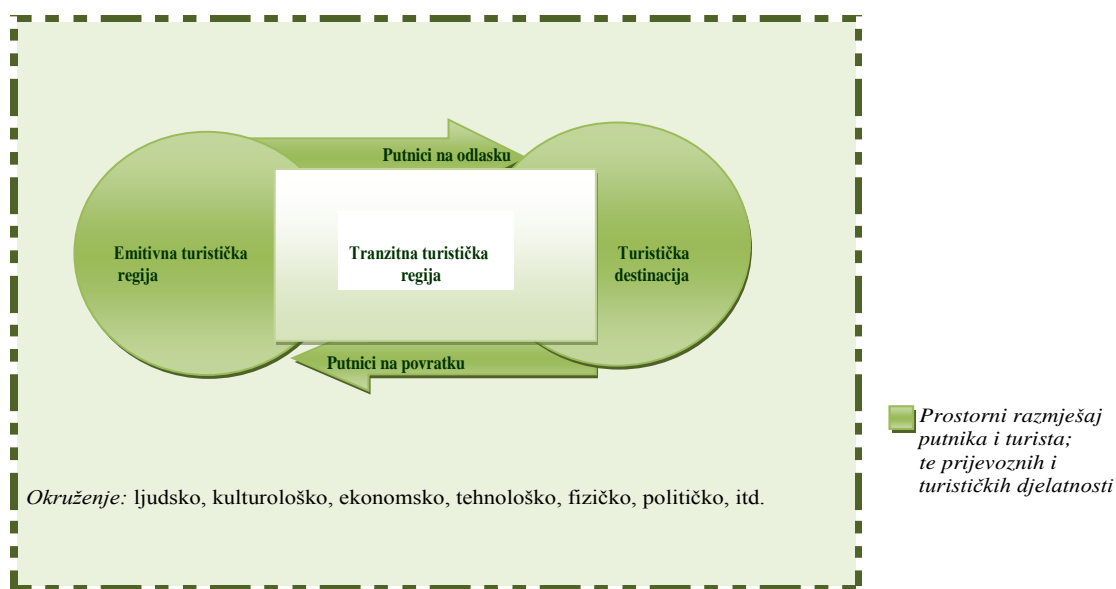 Putnici na odlasku
Emitivna turistička
regija
Tranzitna turistička
regija
Turistička
destinacija
Putnici na povratku
Okruženje: ljudsko, kulturološko, ekonomsko, tehnološko, fizičko, političko, itd.
Prostorni razmješaj
putnika i turista;
te prijevoznih i
turističkih djelatnosti